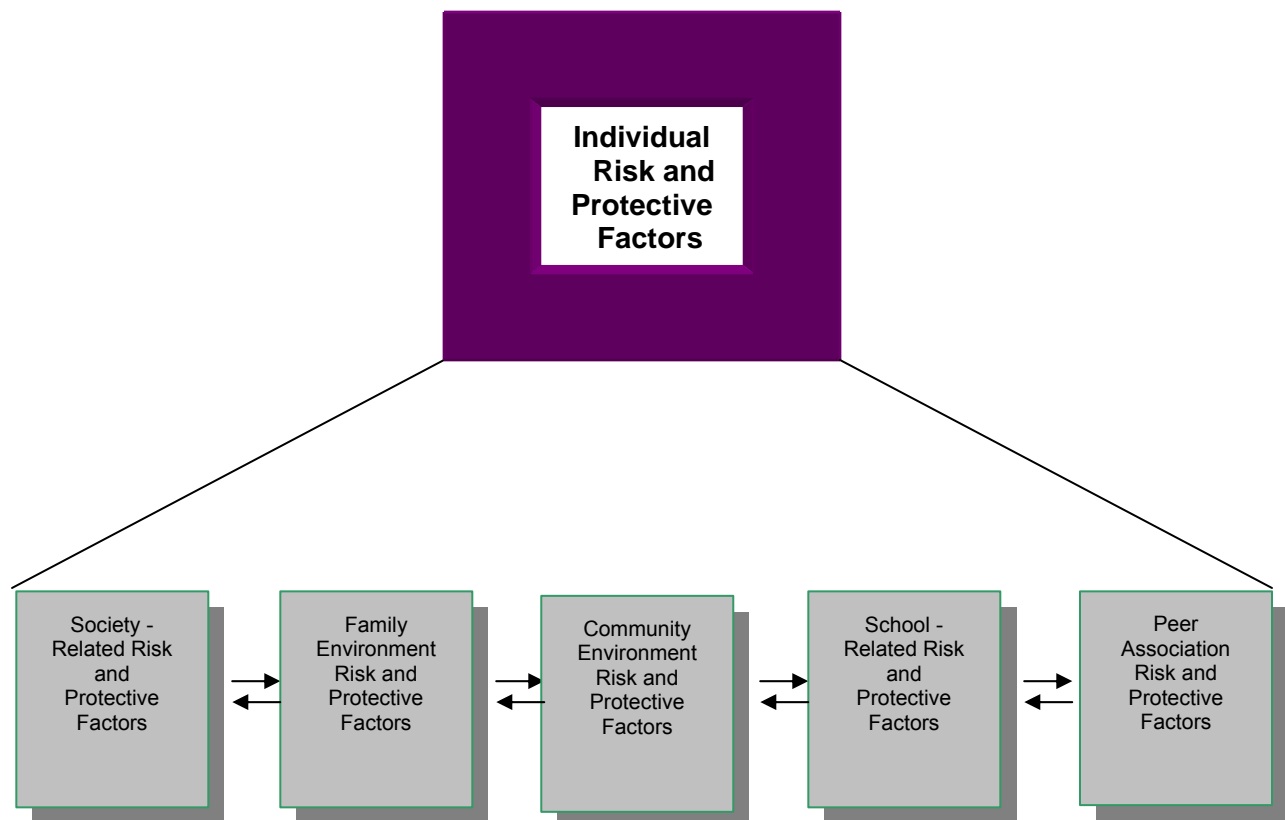 Individual
Risk and
Protective
Factors
Society -
Related Risk
and
Protective
Factors
Family
Environment
Risk and
Protective
Factors
Community
Environment
Risk and
Protective
Factors
School -
Related Risk
and
Protective
Factors
Peer
Association
Risk and
Protective
Factors